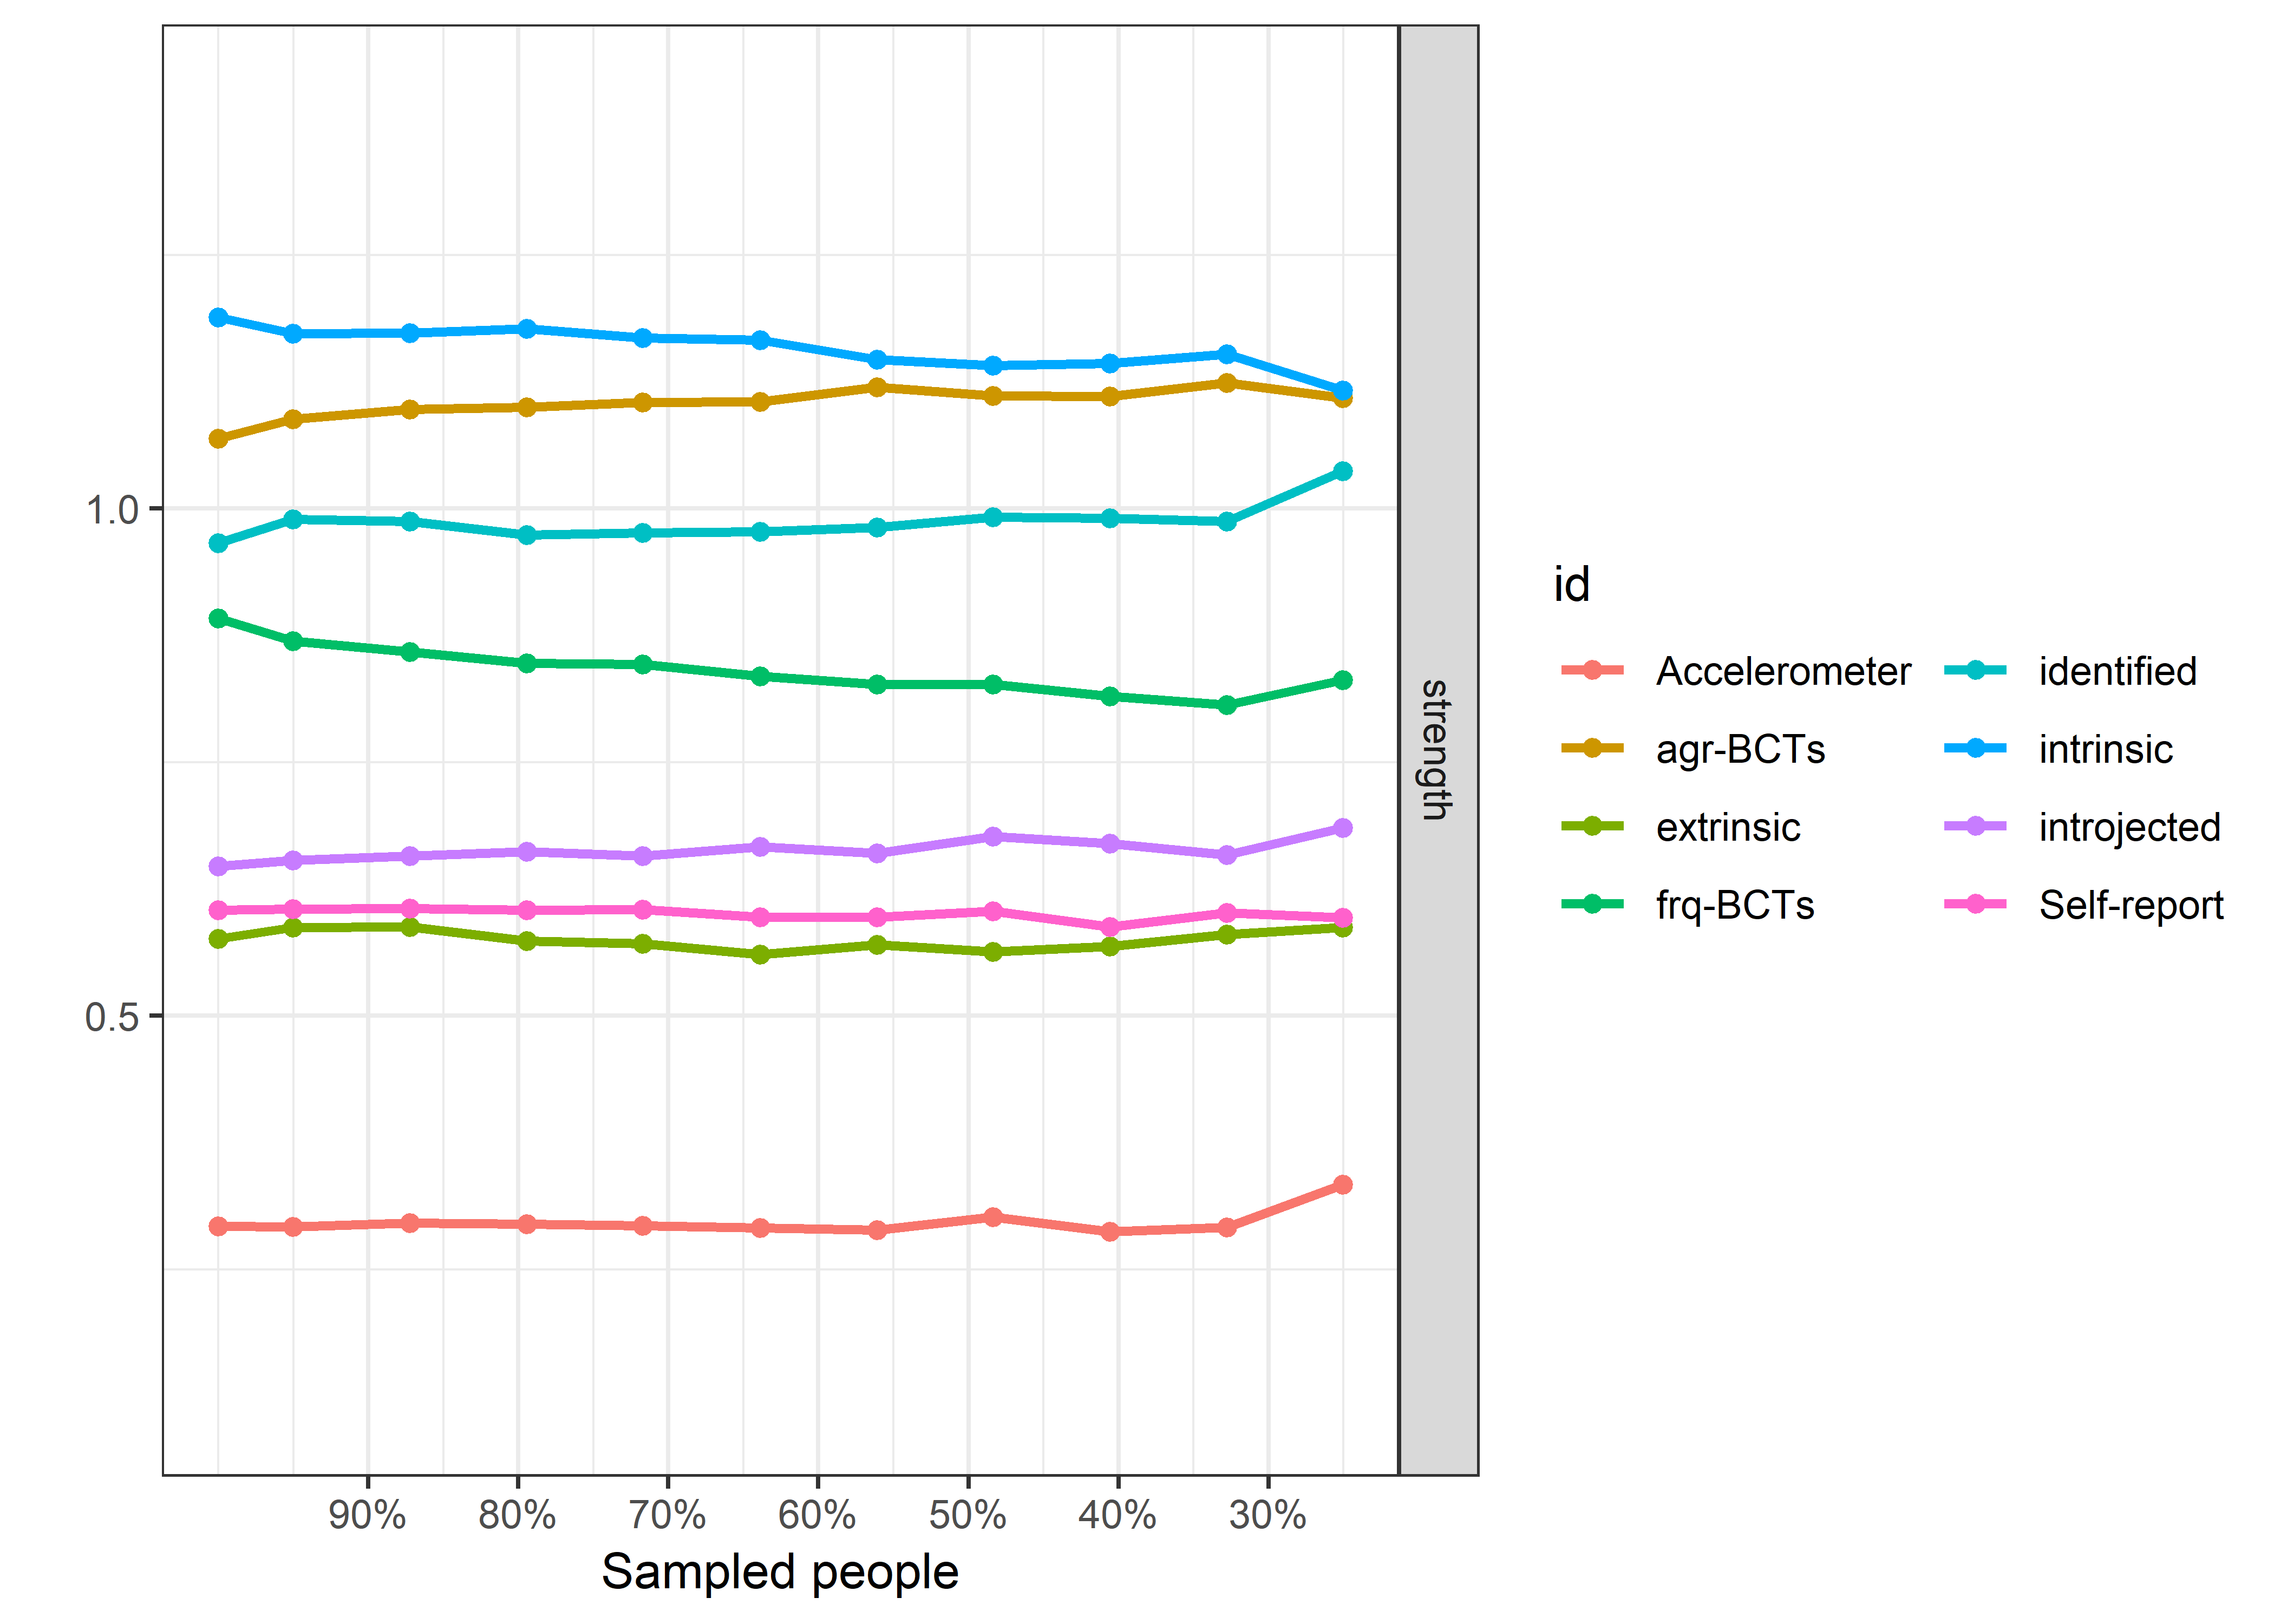 1.0
0.5
90% 80% 70% 60% 50% 40% 30%
Sampled people
strength
id
Accelerometer identified
agr-BCTs intrinsic
extrinsic introjected
frq-BCTs Self-report